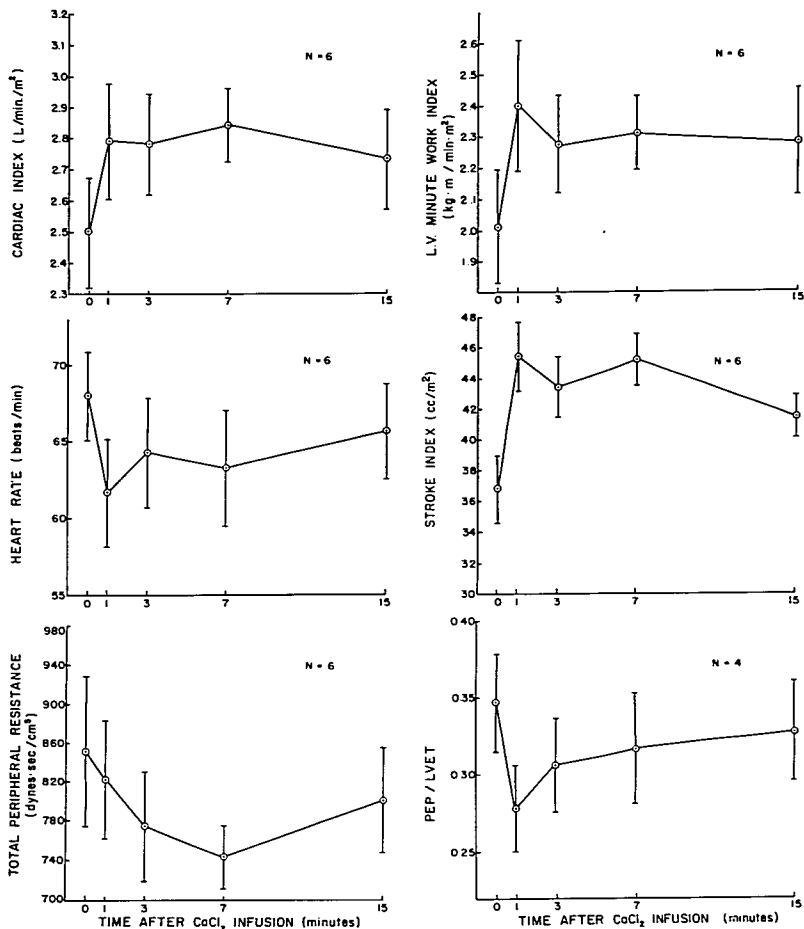 CARDIAC INDEX (L/min./m²)
3.2
3.1
3.0
2.9
2.8
2.7
2.6
2.5
2.4
2.3
N = 6
0 1 3 7 15
L.V. MINUTE WORK INDEX
(kg·m / min·m²)
2.6
2.5
2.4
2.3
2.2
2.1
2.0
1.9
N = 6
0 1 3 7 15
HEART RATE (beats/min)
70
65
60
55
N = 6
0 1 3 7 15
STROKE INDEX (cc/m²)
48
46
44
42
40
38
36
34
32
30
N = 6
0 1 3 7 15
TOTAL PERIPHERAL RESISTANCE
(dynes·sec/cm⁵)
980
940
900
860
820
780
740
700
N = 6
0 1 3 7 15
TIME AFTER CaCl₂ INFUSION (minutes)
PEP / LVET
0.40
0.35
0.30
0.25
N = 4
0 1 3 7 15
TIME AFTER CaCl₂ INFUSION (minutes)